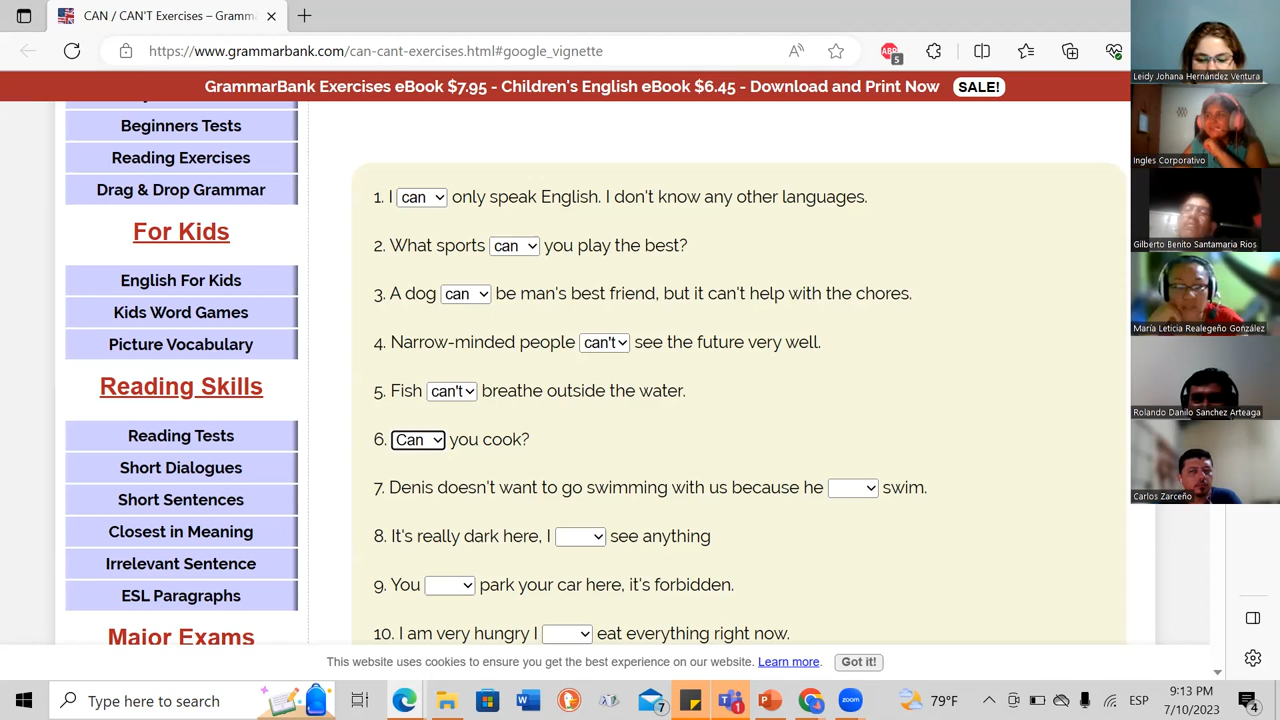 CAN / CAN'T Exercises – Gramma
https://www.grammarbank.com/can-cant-exercises.html#google_vignette
ABP
5
GrammarBank Exercises eBook $7.95 - Children's English eBook $6.45 - Download and Print Now SALE!
Beginners Tests
Reading Exercises
Drag & Drop Grammar
For Kids
English For Kids
Kids Word Games
Picture Vocabulary
Reading Skills
Reading Tests
Short Dialogues
Short Sentences
Closest in Meaning
Irrelevant Sentence
ESL Paragraphs
Major Exams
1. I can only speak English. I don't know any other languages.
2. What sports can you play the best?
3. A dog can be man's best friend, but it can't help with the chores.
4. Narrow-minded people can't see the future very well.
5. Fish can't breathe outside the water.
6. Can you cook?
7. Denis doesn't want to go swimming with us because he swim.
8. It's really dark here, I see anything
9. You park your car here, it's forbidden.
10. I am very hungry I eat everything right now.
This website uses cookies to ensure you get the best experience on our website. Learn more. Got it!
Leidy Johana Hernández Ventura
Ingles Corporativo
Gilberto Benito Santamaria Rios
María Leticia Realegeño González
Rolando Danilo Sanchez Arteaga
Carlos Zarceño
Type here to search
7
1
zoom
79°F
ESP
9:13 PM
7/10/2023
4